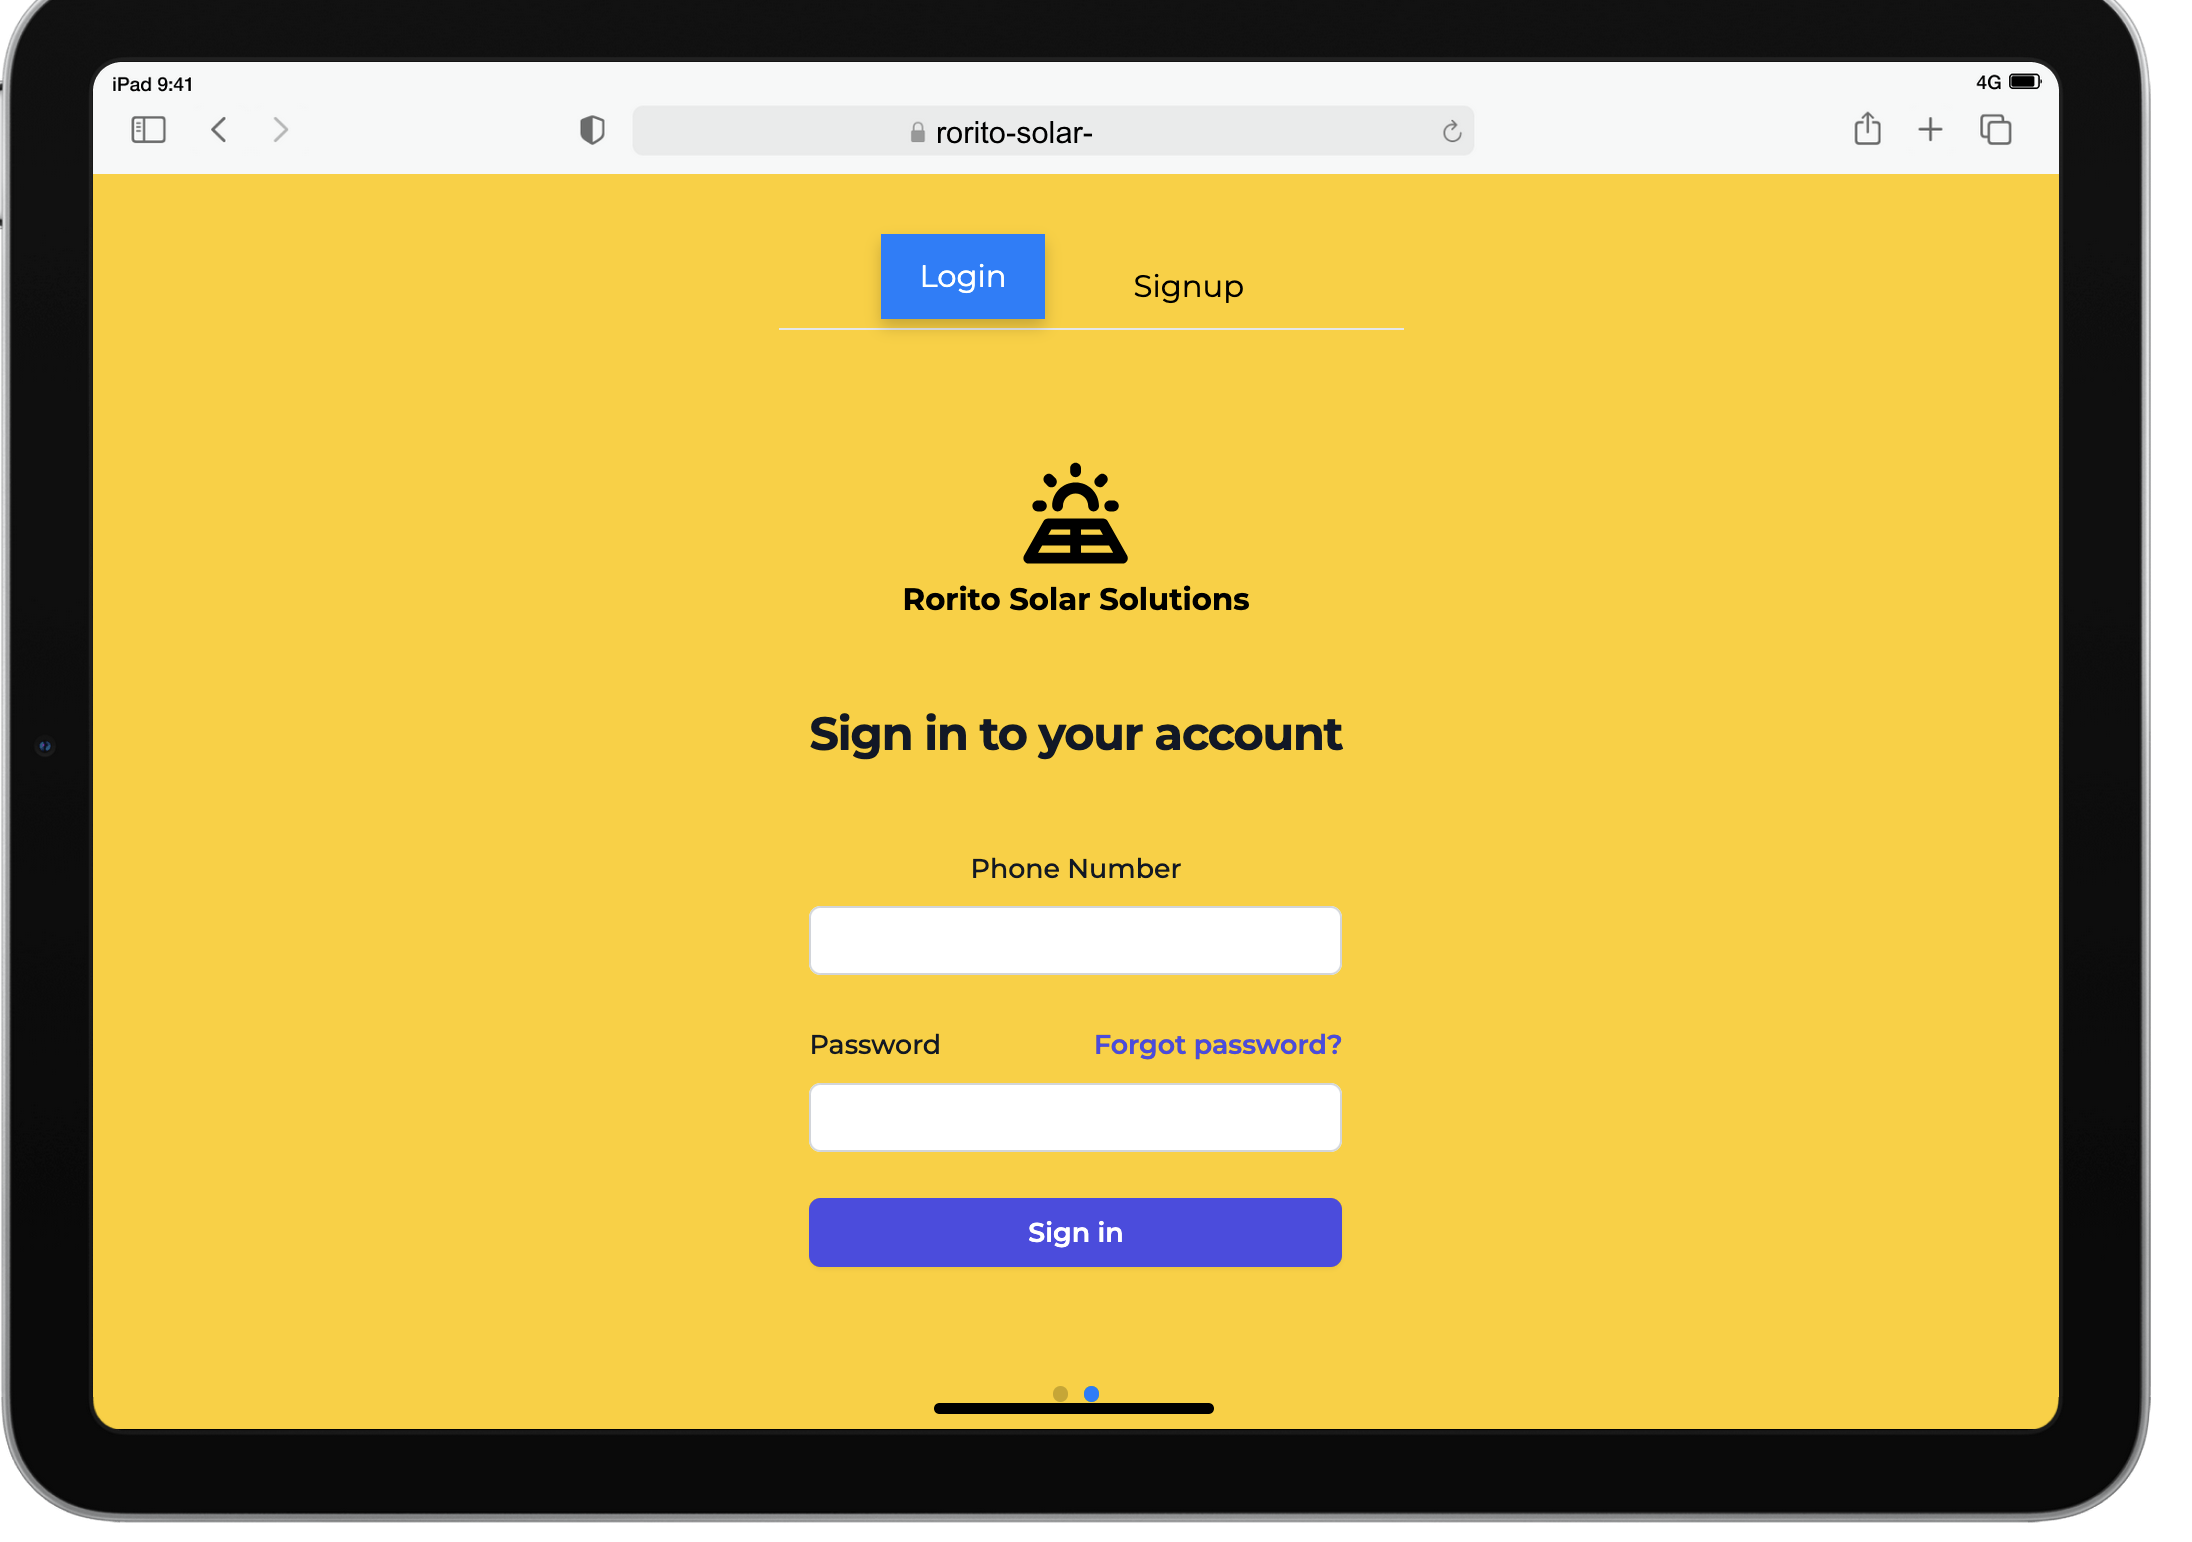 iPad 9:41
4G
rorito-solar-
Login
Signup
Rorito Solar Solutions
Sign in to your account
Phone Number
Password
Forgot password?
Sign in